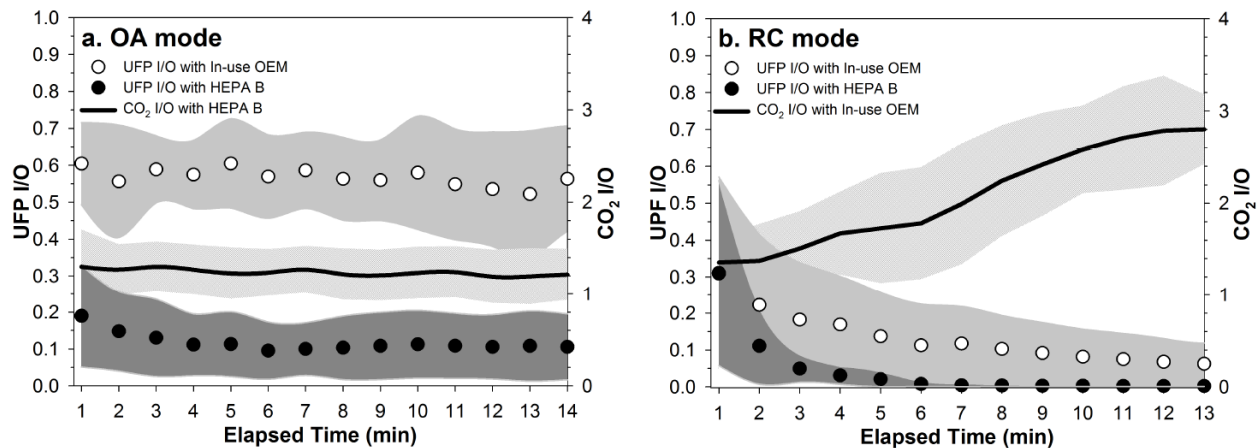 a. OA mode
UFP I/O with In-use OEM
UFP I/O with HEPA B
CO2 I/O with HEPA B
UFP I/O
1.0
0.9
0.8
0.7
0.6
0.5
0.4
0.3
0.2
0.1
0.0
CO2 I/O
4
3
2
1
0
1 2 3 4 5 6 7 8 9 10 11 12 13 14
Elapsed Time (min)
b. RC mode
UFP I/O with In-use OEM
UFP I/O with HEPA B
CO2 I/O with In-use OEM
UPF I/O
1.0
0.9
0.8
0.7
0.6
0.5
0.4
0.3
0.2
0.1
0.0
CO2 I/O
4
3
2
1
0
1 2 3 4 5 6 7 8 9 10 11 12 13
Elapsed Time (min)